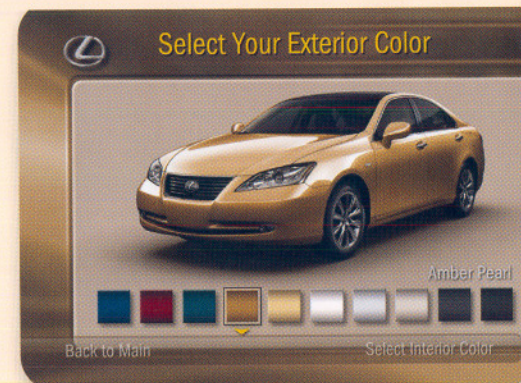 Select Your Exterior Color
Amber Pearl
Back to Main
Select Interior Color